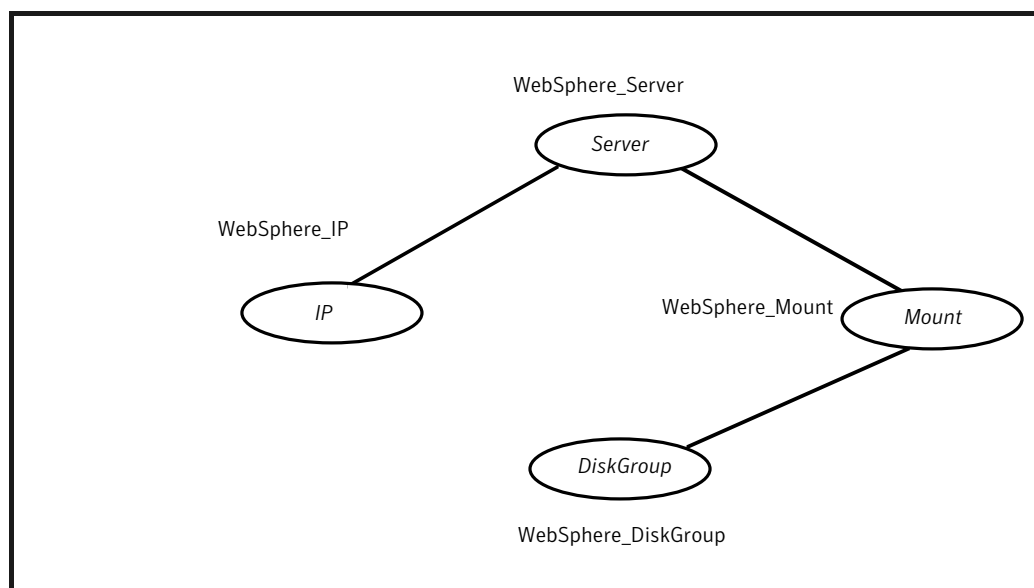 WebSphere_Server
Server
WebSphere_IP
IP
WebSphere_Mount
Mount
DiskGroup
WebSphere_DiskGroup